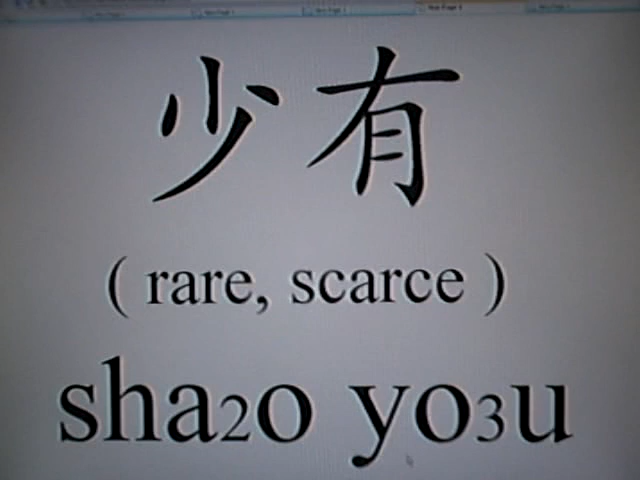 少有
( rare, scarce )
sha2o yo3u